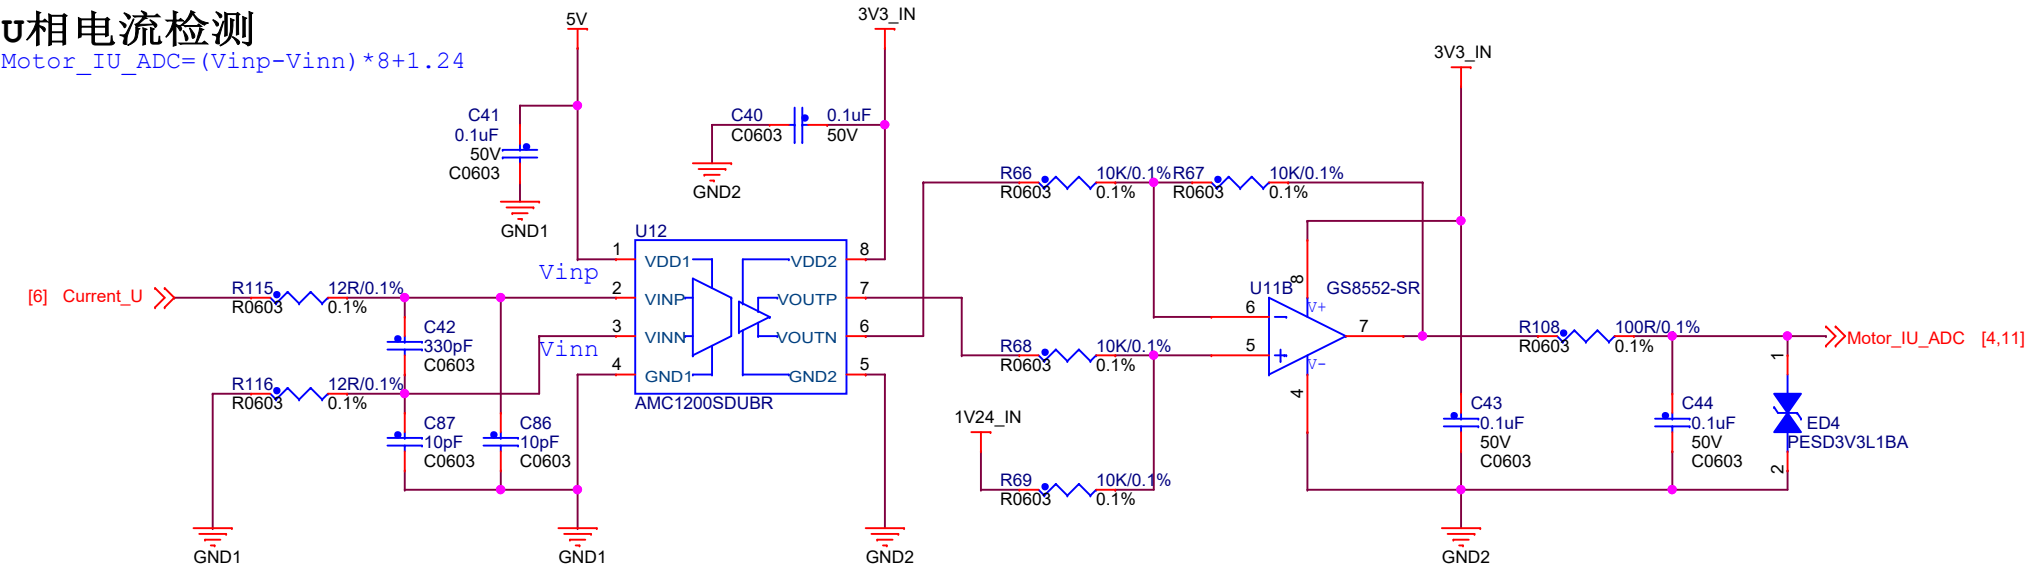 U相电流检测
Motor_IU_ADC=(Vinp-Vinn)*8+1.24
5V
3V3_IN
3V3_IN
C41
0.1uF
50V
C0603
GND1
C40
C0603
0.1uF
50V
GND2
R66
R0603
10K/0.1%
0.1%
R67
R0603
10K/0.1%
0.1%
U12
1
VDD1
VDD2
8
Vinp
2
VINP
VOUTP
7
3
VINN
VOUTN
6
Vinn
4
GND1
GND2
5
AMC1200SDUBR
[6] Current_U
R115
R0603
12R/0.1%
0.1%
C42
330pF
C0603
R116
R0603
12R/0.1%
0.1%
C87
10pF
C0603
C86
10pF
C0603
GND1
GND1
GND2
R68
R0603
10K/0.1%
0.1%
1V24_IN
R69
R0603
10K/0.1%
0.1%
U11B
GS8552-SR
8
V+
6
5
7
V-
4
R108
R0603
100R/0.1%
0.1%
Motor_IU_ADC [4,11]
C43
0.1uF
50V
C0603
C44
0.1uF
50V
C0603
1
ED4
PESD3V3L1BA
2
GND2